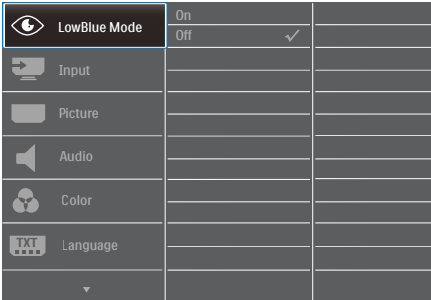 LowBlue Mode
On
Off
Input
Picture
Audio
Color
TXT
Language